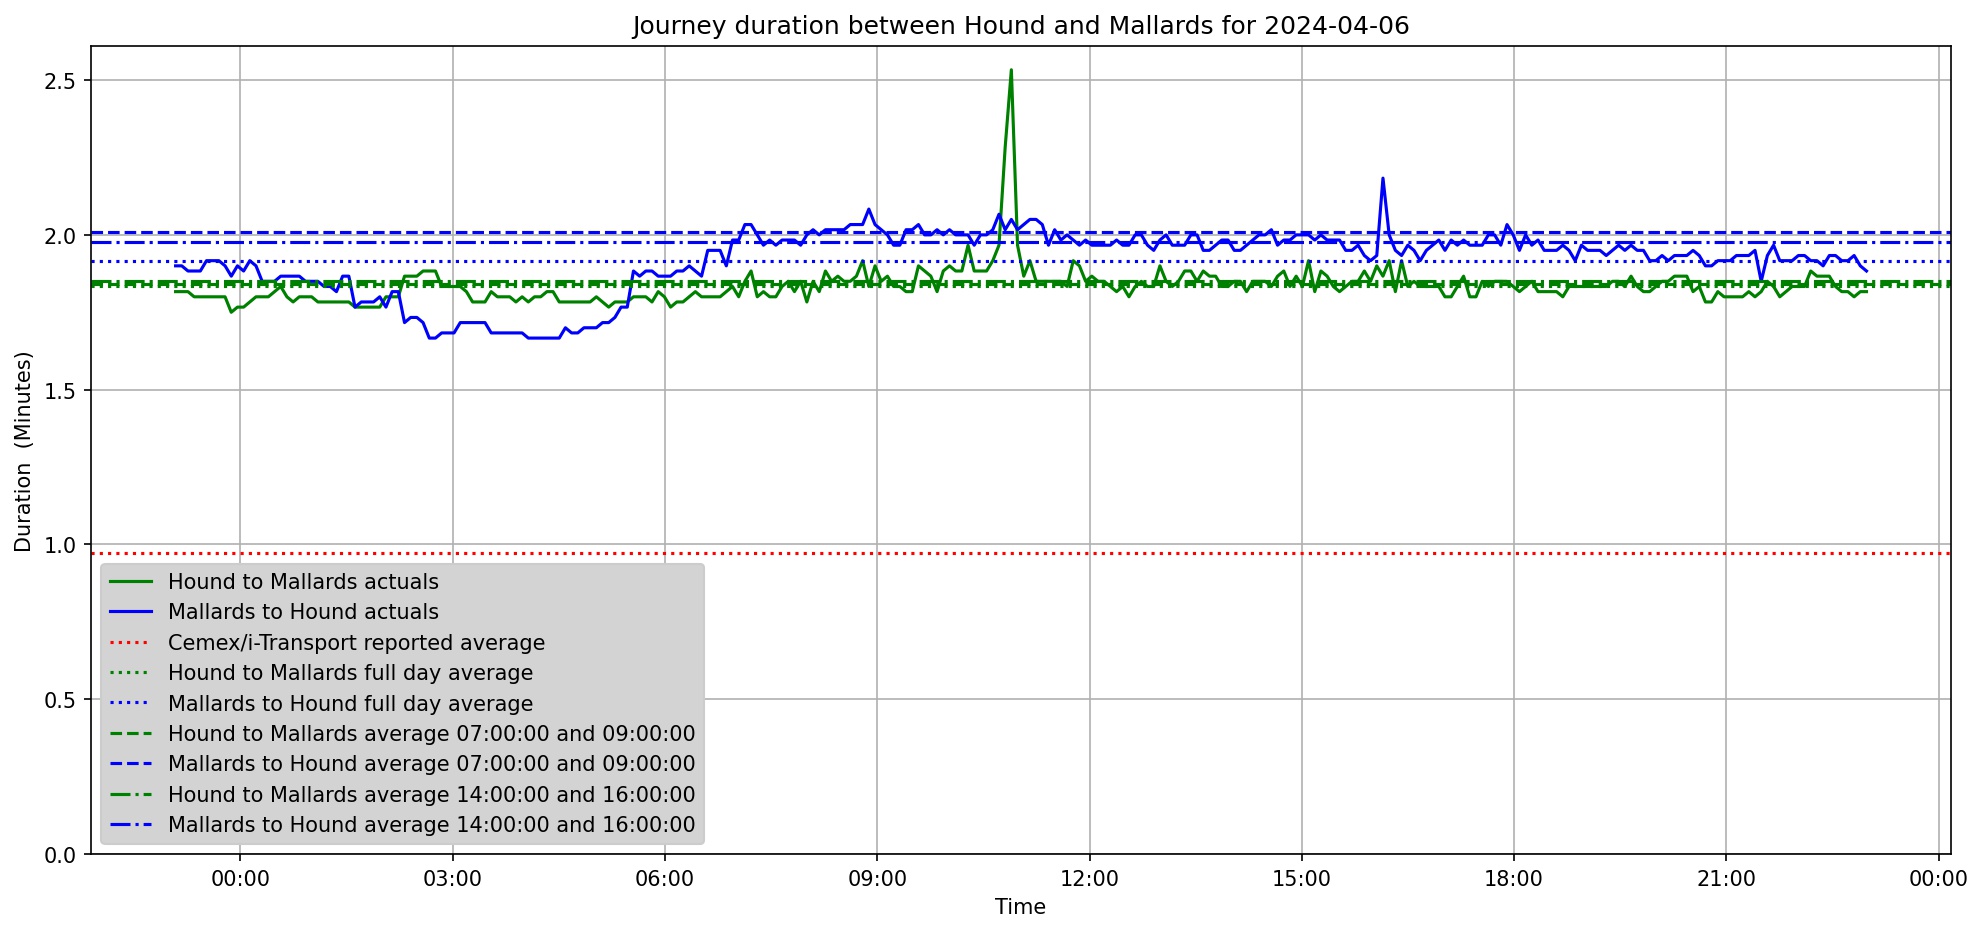 Journey duration between Hound and Mallards for 2024-04-06
2.5
2.0
1.5
1.0
0.5
0.0
Duration  (Minutes)
Hound to Mallards actuals
Mallards to Hound actuals
Cemex/i-Transport reported average
Hound to Mallards full day average
Mallards to Hound full day average
Hound to Mallards average 07:00:00 and 09:00:00
Mallards to Hound average 07:00:00 and 09:00:00
Hound to Mallards average 14:00:00 and 16:00:00
Mallards to Hound average 14:00:00 and 16:00:00
00:00 03:00 06:00 09:00 12:00 15:00 18:00 21:00 00:00
Time